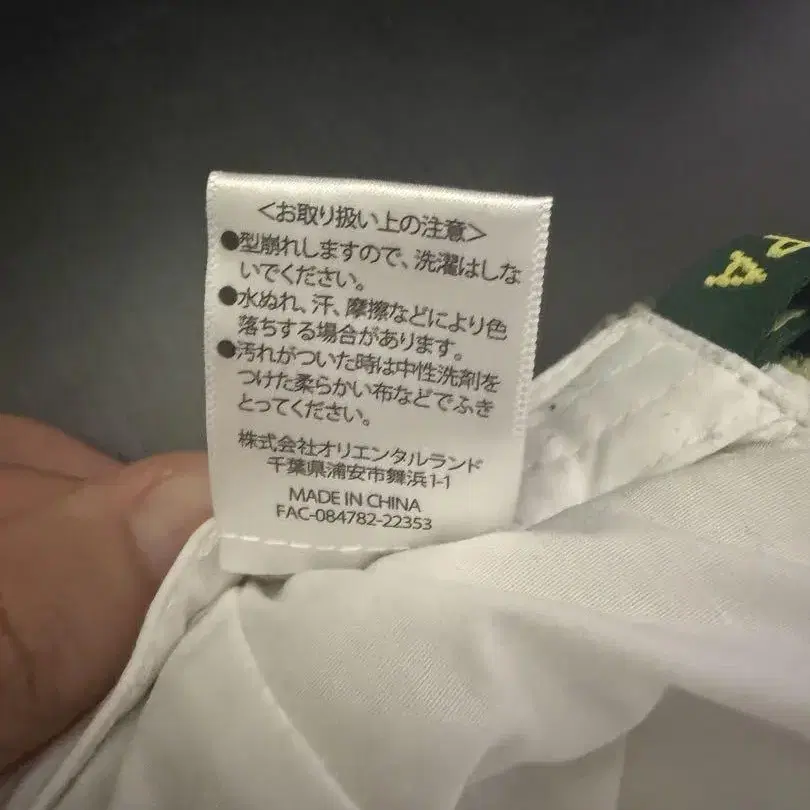 ＜お取り扱い上の注意＞
●型崩れしますので、洗濯はしな
いでください。
●水ぬれ、汗、摩擦などにより色
落ちする場合があります。
●汚れがついた時は中性洗剤を
つけた柔らかい布などでふき
とってください。
株式会社オリエンタルランド
千葉県浦安市舞浜1-1
MADE IN CHINA
FAC-084782-22353